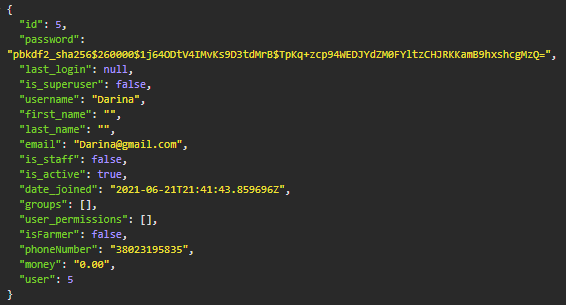 {
"id": 5,
"password":
"pbkdf2_sha256$260000$1j64ODtV4IMvKs9D3tdMrB$TpKq+zcp94WEDJYdZM0FYltzCHJRKKamB9hxshcgMzQ=",
"last_login": null,
"is_superuser": false,
"username": "Darina",
"first_name": "",
"last_name": "",
"email": "Darina@gmail.com",
"is_staff": false,
"is_active": true,
"date_joined": "2021-06-21T21:41:43.859696Z",
"groups": [],
"user_permissions": [],
"isFarmer": false,
"phoneNumber": "38023195835",
"money": "0.00",
"user": 5
}